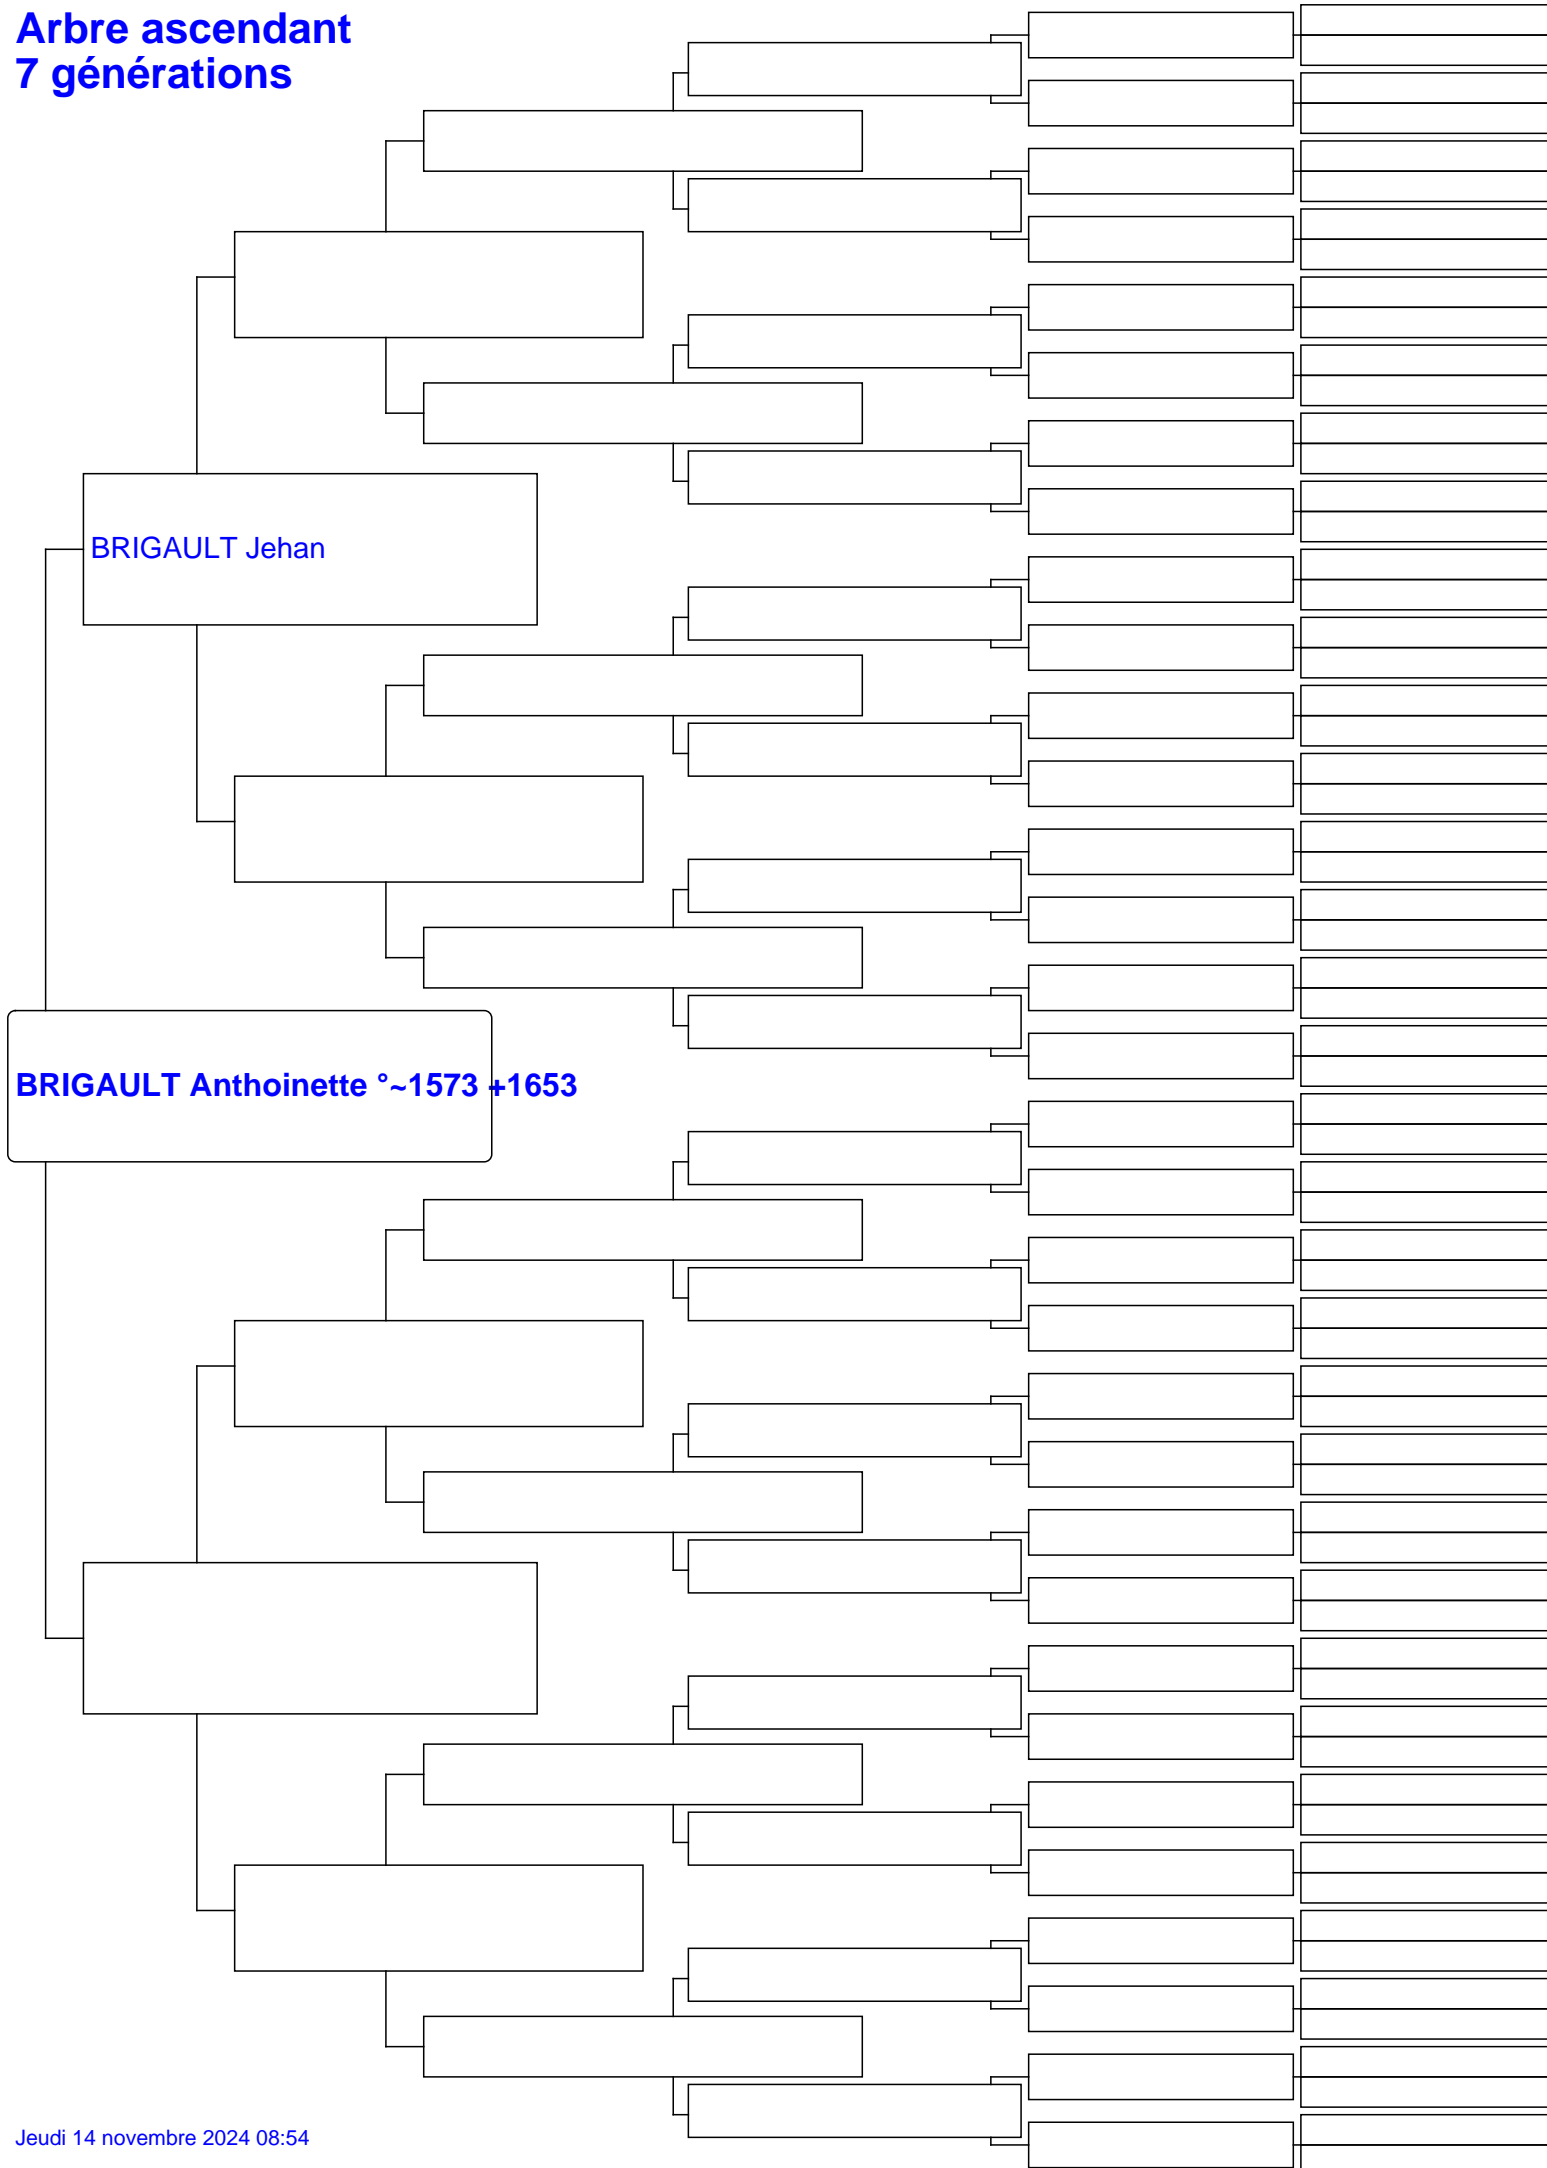 Arbre ascendant
7 générations
BRIGAULT Jehan
BRIGAULT Anthoinette °~1573 +1653
Jeudi 14 novembre 2024 08:54